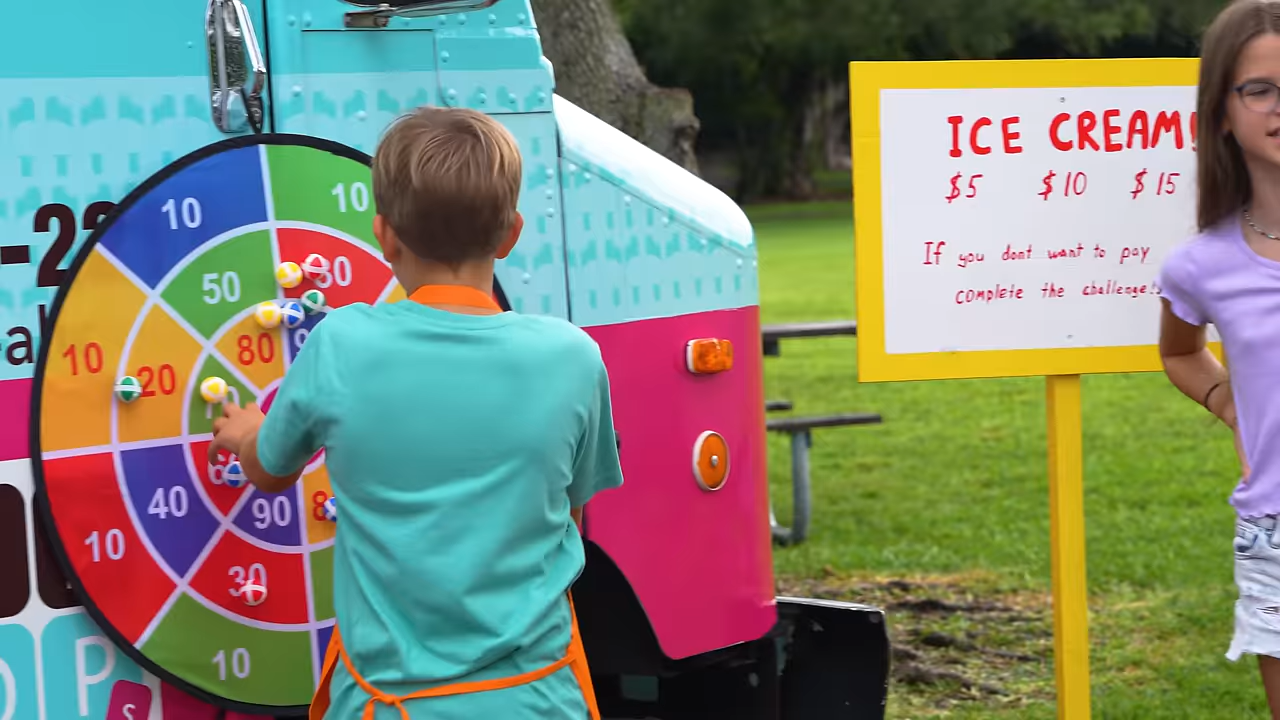 ICE CREAM!
$5 $10 $15
If you dont want to pay
complete the challenge!!
10
10
50
30
80
10
20
40
90
10
30
10
P
S